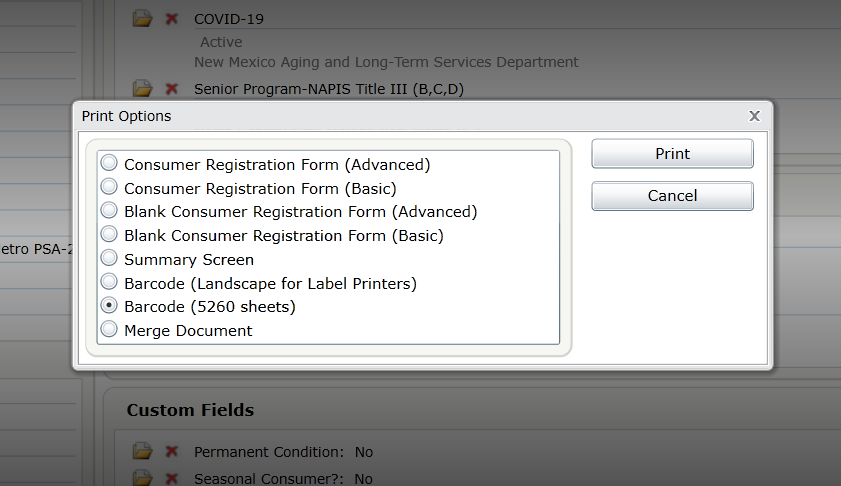 COVID-19
Active
New Mexico Aging and Long-Term Services Department
Senior Program-NAPIS Title III (B,C,D)
Print Options
Consumer Registration Form (Advanced)
Consumer Registration Form (Basic)
Blank Consumer Registration Form (Advanced)
Blank Consumer Registration Form (Basic)
Summary Screen
Barcode (Landscape for Label Printers)
Barcode (5260 sheets)
Merge Document
Print
Cancel
etro PSA-2
Custom Fields
Permanent Condition: No
Seasonal Consumer?: No